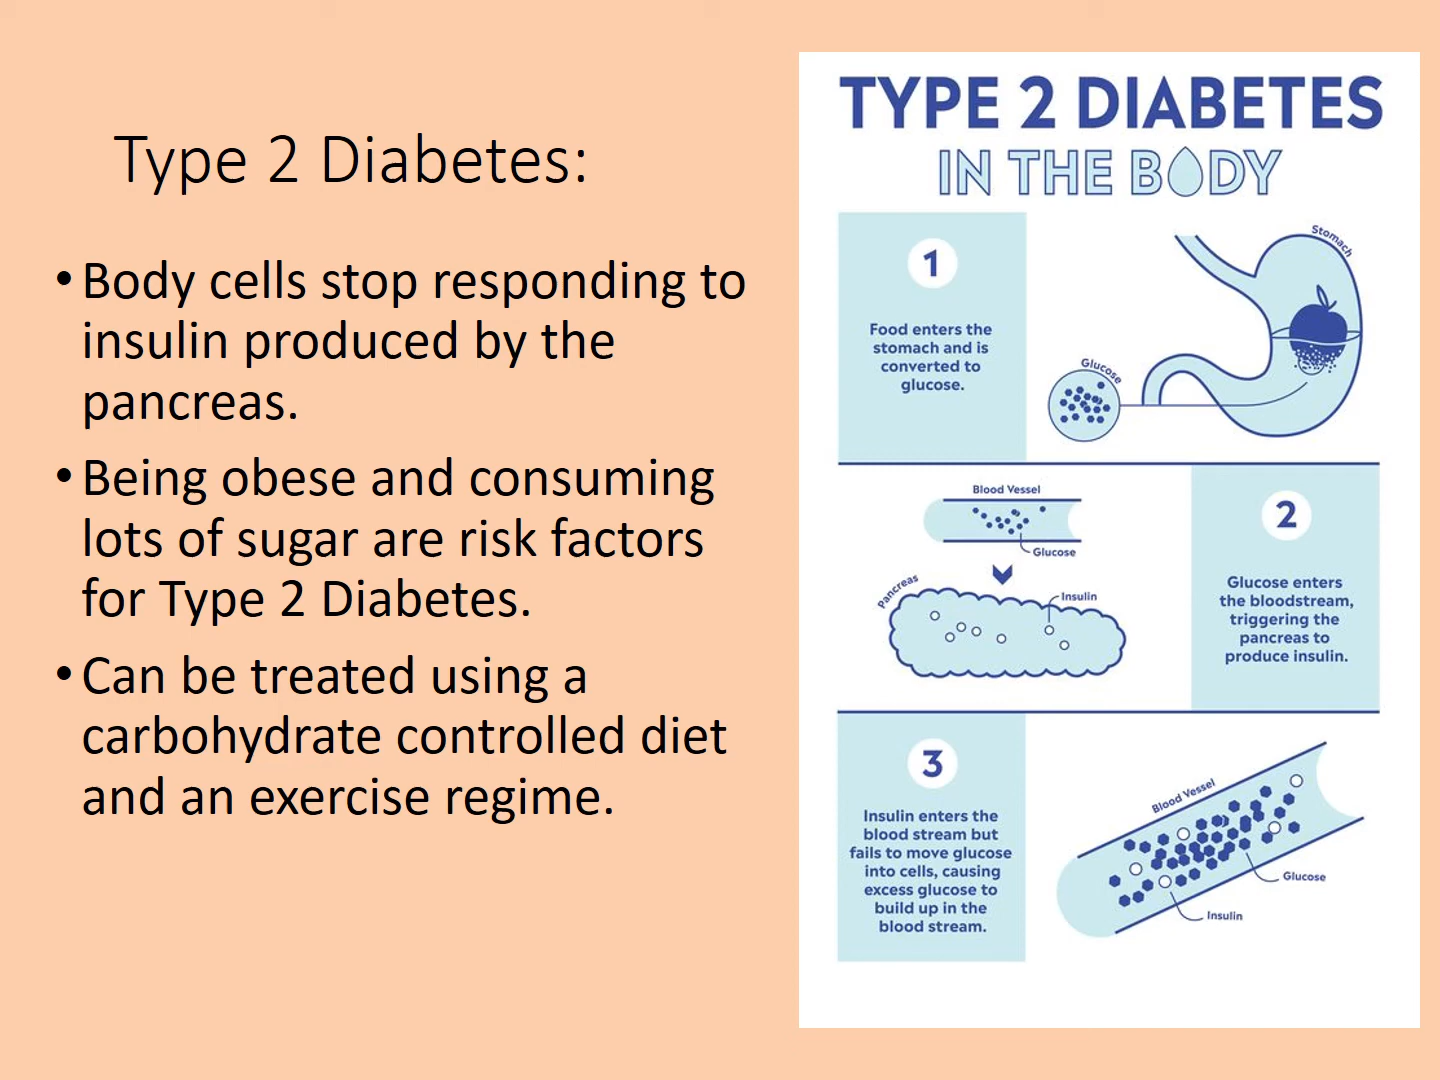 Type 2 Diabetes:
• Body cells stop responding to
insulin produced by the
pancreas.
• Being obese and consuming
lots of sugar are risk factors
for Type 2 Diabetes.
• Can be treated using a
carbohydrate controlled diet
and an exercise regime.
TYPE 2 DIABETES
IN THE BODY
1
Food enters the
stomach and is
converted to
glucose.
Stomach
Glucose
Blood Vessel
Glucose
Pancreas
Insulin
2
Glucose enters
the bloodstream,
triggering the
pancreas to
produce insulin.
3
Insulin enters the
blood stream but
fails to move glucose
into cells, causing
excess glucose to
build up in the
blood stream.
Blood Vessel
Glucose
Insulin